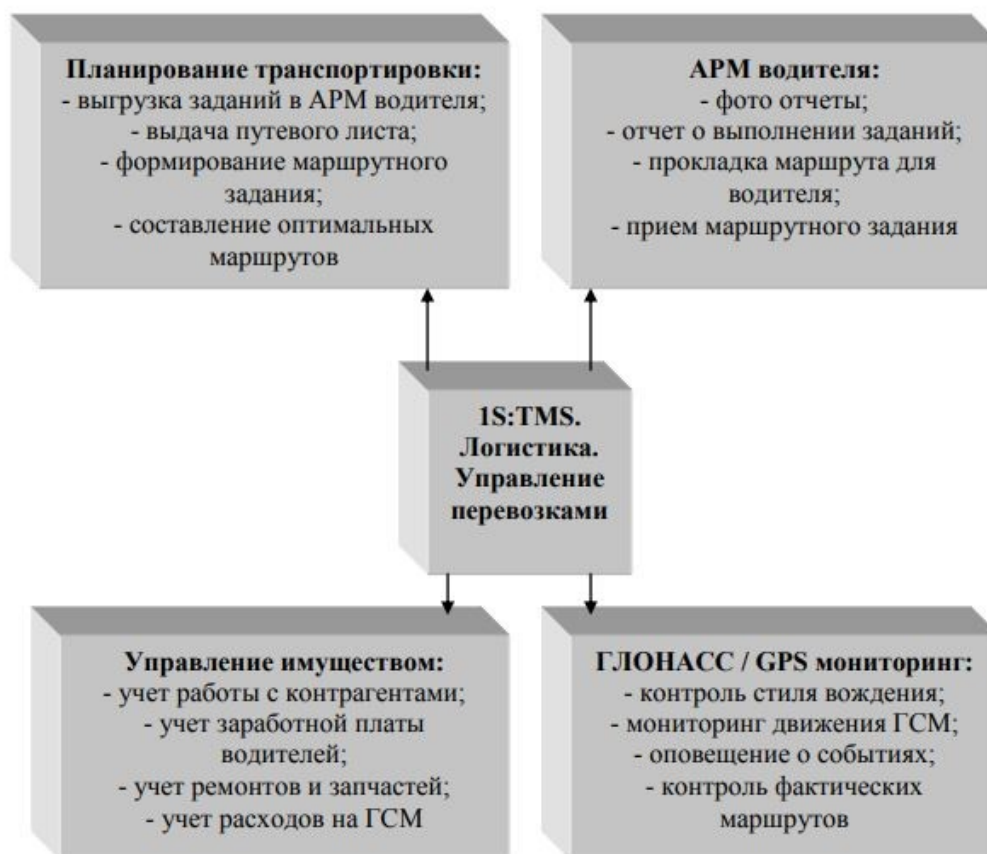 Планирование транспортировки:
- выгрузка заданий в АРМ водителя;
- выдача путевого листа;
- формирование маршрутного
задания;
- составление оптимальных
маршрутов
АРМ водителя:
- фото отчеты;
- отчет о выполнении заданий;
- прокладка маршрута для
водителя;
- прием маршрутного задания
1S:TMS.
Логистика.
Управление
перевозками
Управление имуществом:
- учет работы с контрагентами;
- учет заработной платы
водителей;
- учет ремонтов и запчастей;
- учет расходов на ГСМ
ГЛОНАСС / GPS мониторинг:
- контроль стиля вождения;
- мониторинг движения ГСМ;
- оповещение о событиях;
- контроль фактических
маршрутов